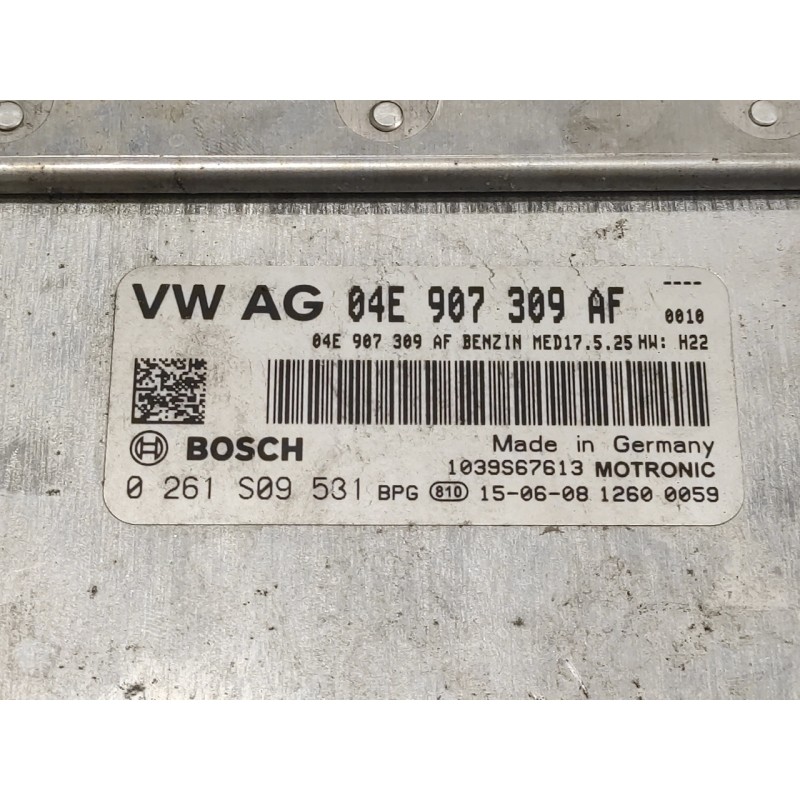 VW AG 04E 907 309 AF ----
0010
04E 907 309 AF BENZIN MED17.5.25 HW: H22
BOSCH Made in Germany
1039S67613 MOTRONIC
0 261 S09 531 BPG 810 15-06-08 1260 0059